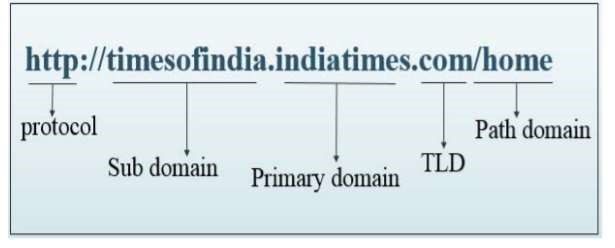 http://timesofindia.indiatimes.com/home
protocol
Sub domain
Primary domain
TLD
Path domain